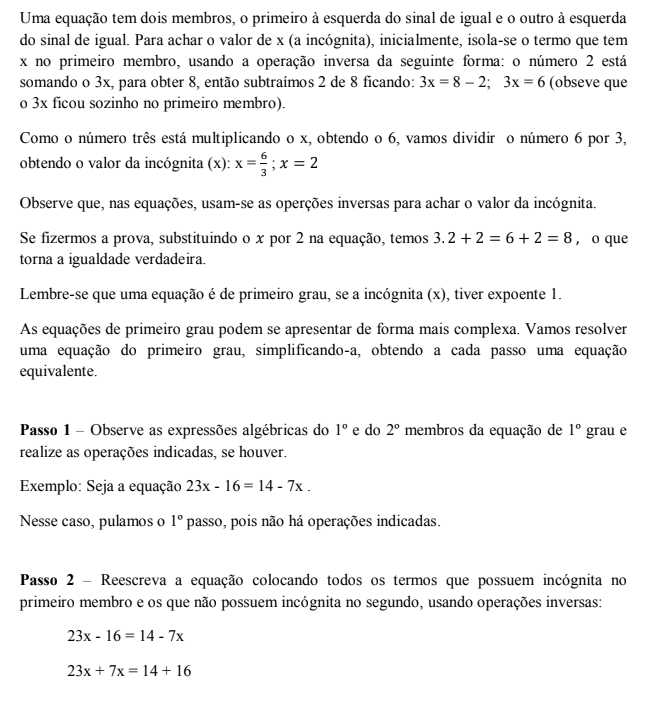 Uma equação tem dois membros, o primeiro à esquerda do sinal de igual e o outro à esquerda
do sinal de igual. Para achar o valor de x (a incógnita), inicialmente, isola-se o termo que tem
x no primeiro membro, usando a operação inversa da seguinte forma: o número 2 está
somando o 3x, para obter 8, então subtraímos 2 de 8 ficando: 3x = 8 – 2; 3x = 6 (obseve que
o 3x ficou sozinho no primeiro membro).
Como o número três está multiplicando o x, obtendo o 6, vamos dividir o número 6 por 3,
obtendo o valor da incógnita (x): x = 6/3 ; x = 2
Observe que, nas equações, usam-se as operções inversas para achar o valor da incógnita.
Se fizermos a prova, substituindo o x por 2 na equação, temos 3.2 + 2 = 6 + 2 = 8 , o que
torna a igualdade verdadeira.
Lembre-se que uma equação é de primeiro grau, se a incógnita (x), tiver expoente 1.
As equações de primeiro grau podem se apresentar de forma mais complexa. Vamos resolver
uma equação do primeiro grau, simplificando-a, obtendo a cada passo uma equação
equivalente.
Passo 1 – Observe as expressões algébricas do 1º e do 2º membros da equação de 1º grau e
realize as operações indicadas, se houver.
Exemplo: Seja a equação 23x - 16 = 14 - 7x .
Nesse caso, pulamos o 1º passo, pois não há operações indicadas.
Passo 2 – Reescreva a equação colocando todos os termos que possuem incógnita no
primeiro membro e os que não possuem incógnita no segundo, usando operações inversas:
23x - 16 = 14 - 7x
23x + 7x = 14 + 16